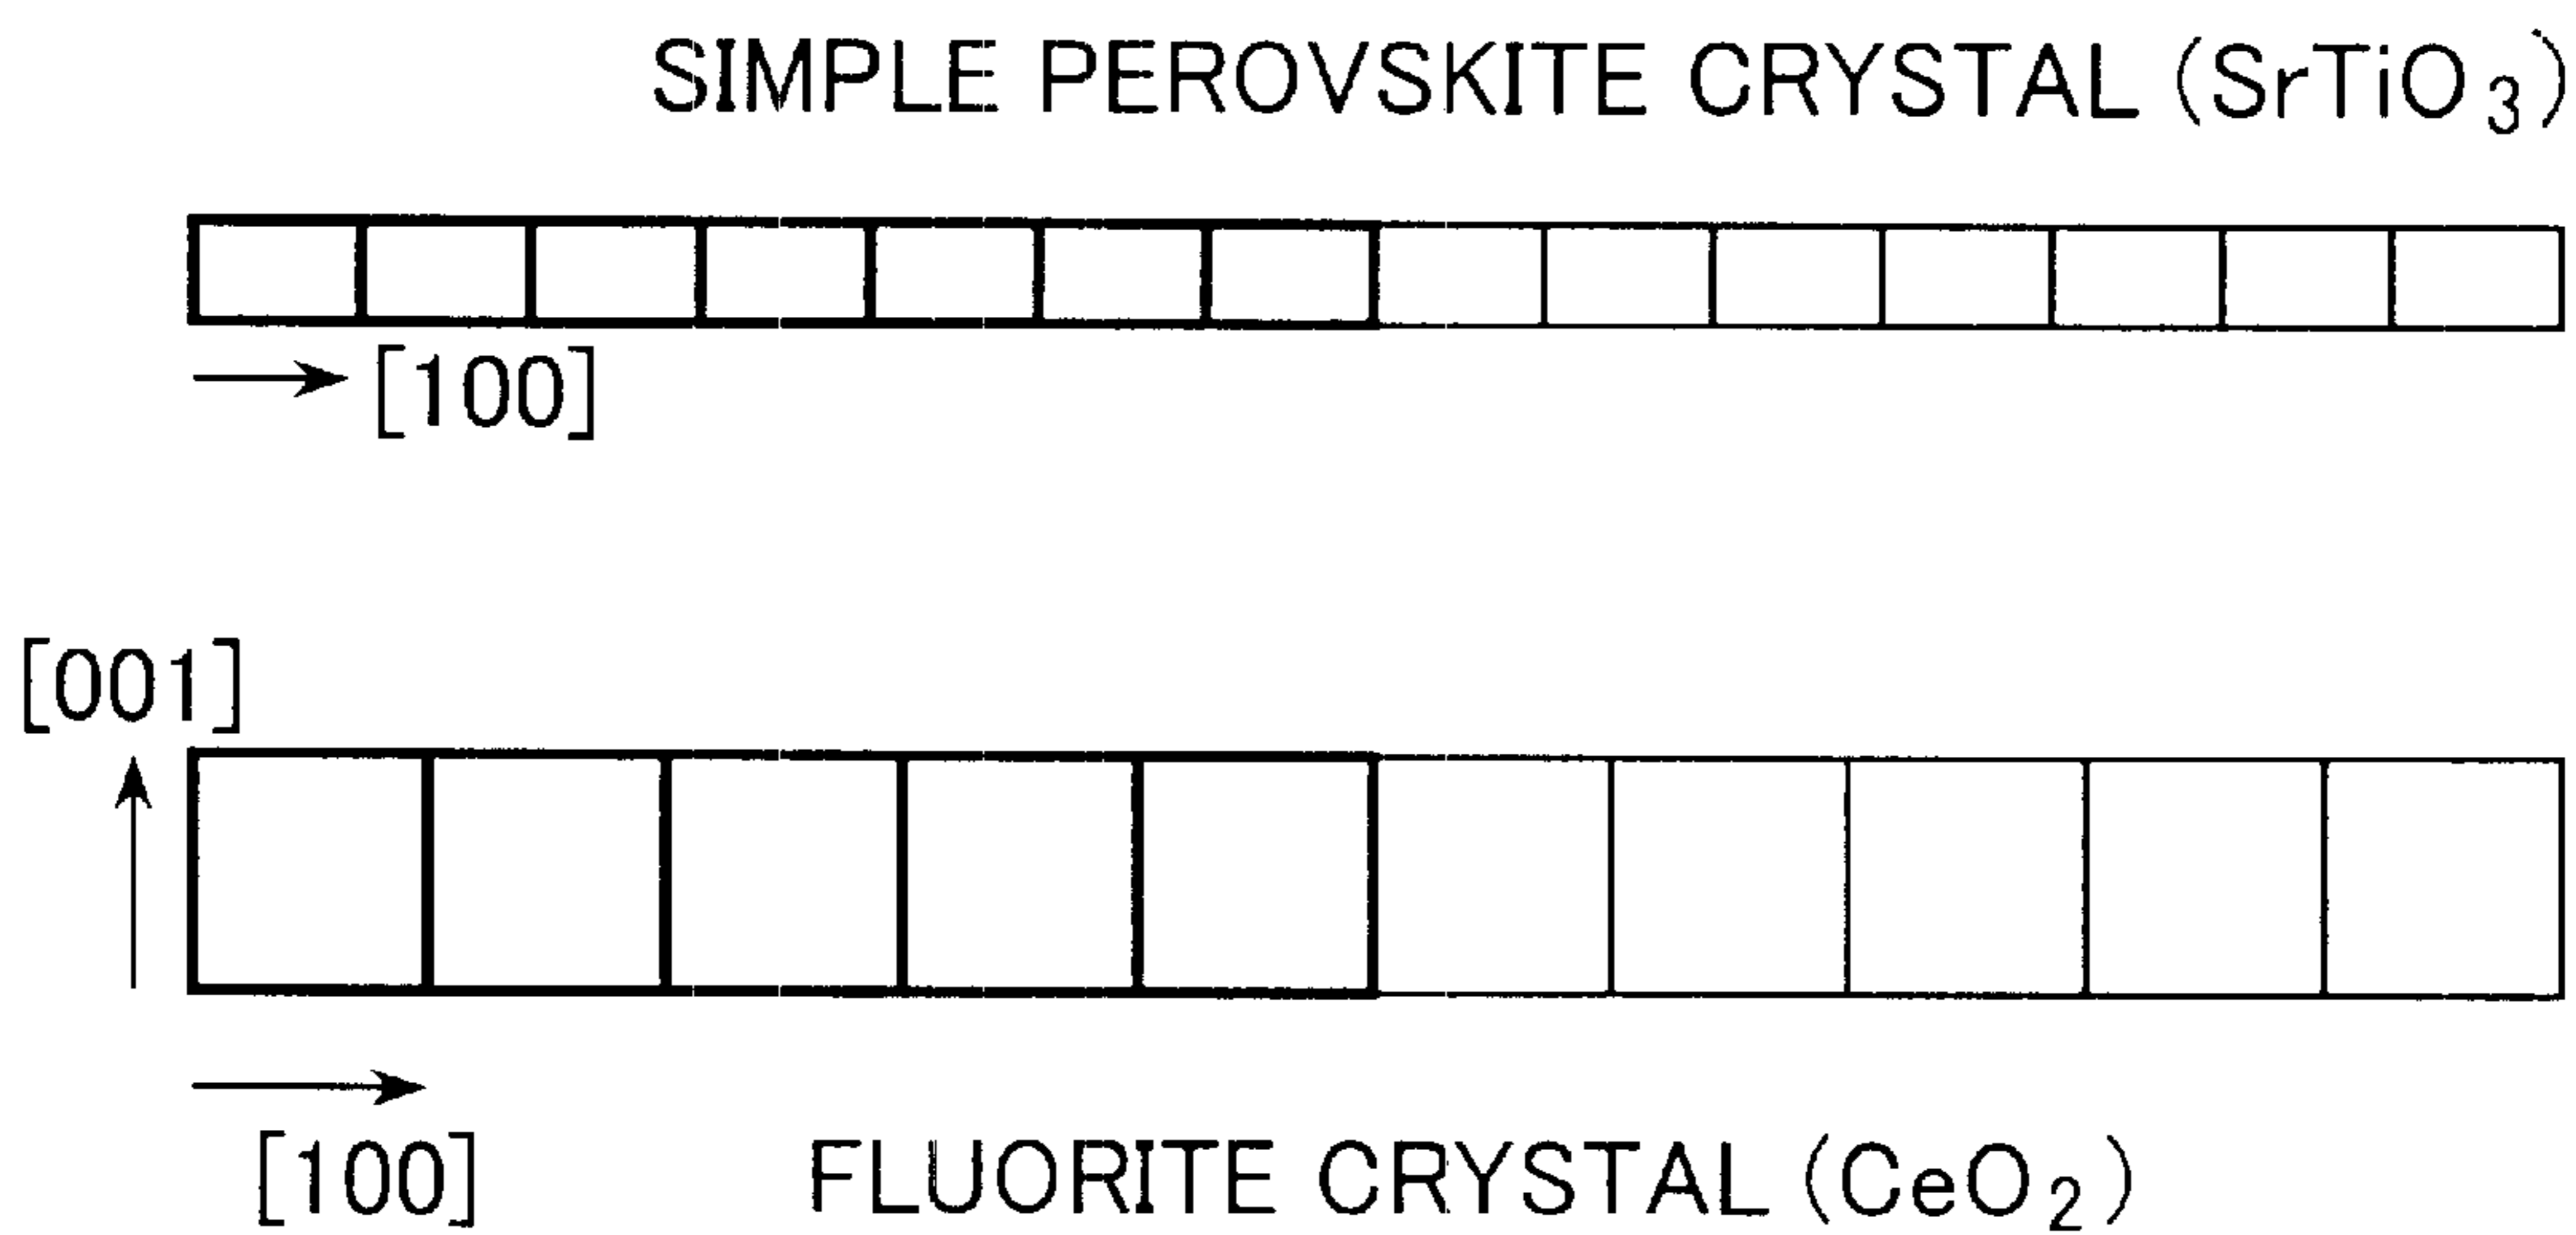 SIMPLE PEROVSKITE CRYSTAL (SrTiO₃)
[100]
[001]
[100]
FLUORITE CRYSTAL (CeO₂)